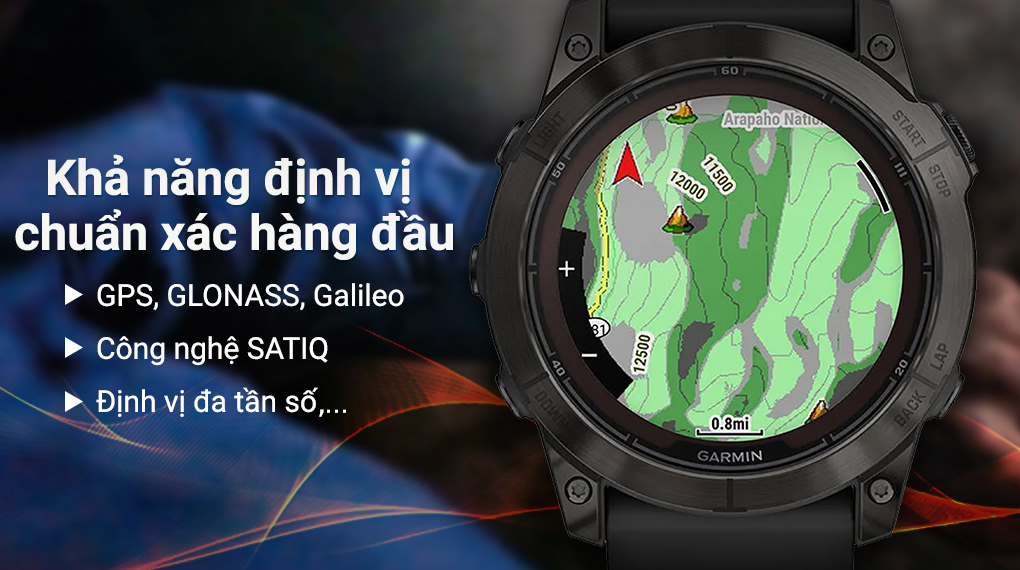 Khả năng định vị
chuẩn xác hàng đầu
GPS, GLONASS, Galileo
Công nghệ SATIQ
Định vị đa tần số,...
60
LIGHT
START
STOP
50
Arapaho Natio
11500
12000
+
81
−
12500
40
20
LAP
DOWN
BACK
0.8mi
GARMIN